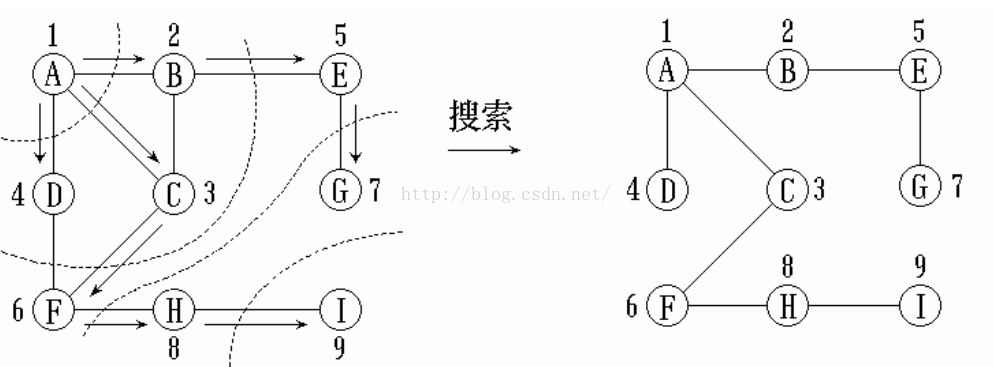 1 2 5
A B E
4 D C 3 G 7
6 F H I
8 9
搜索
http://blog.csdn.net/
1 2 5
A B E
4 D C 3 G 7
8 9
6 F H I